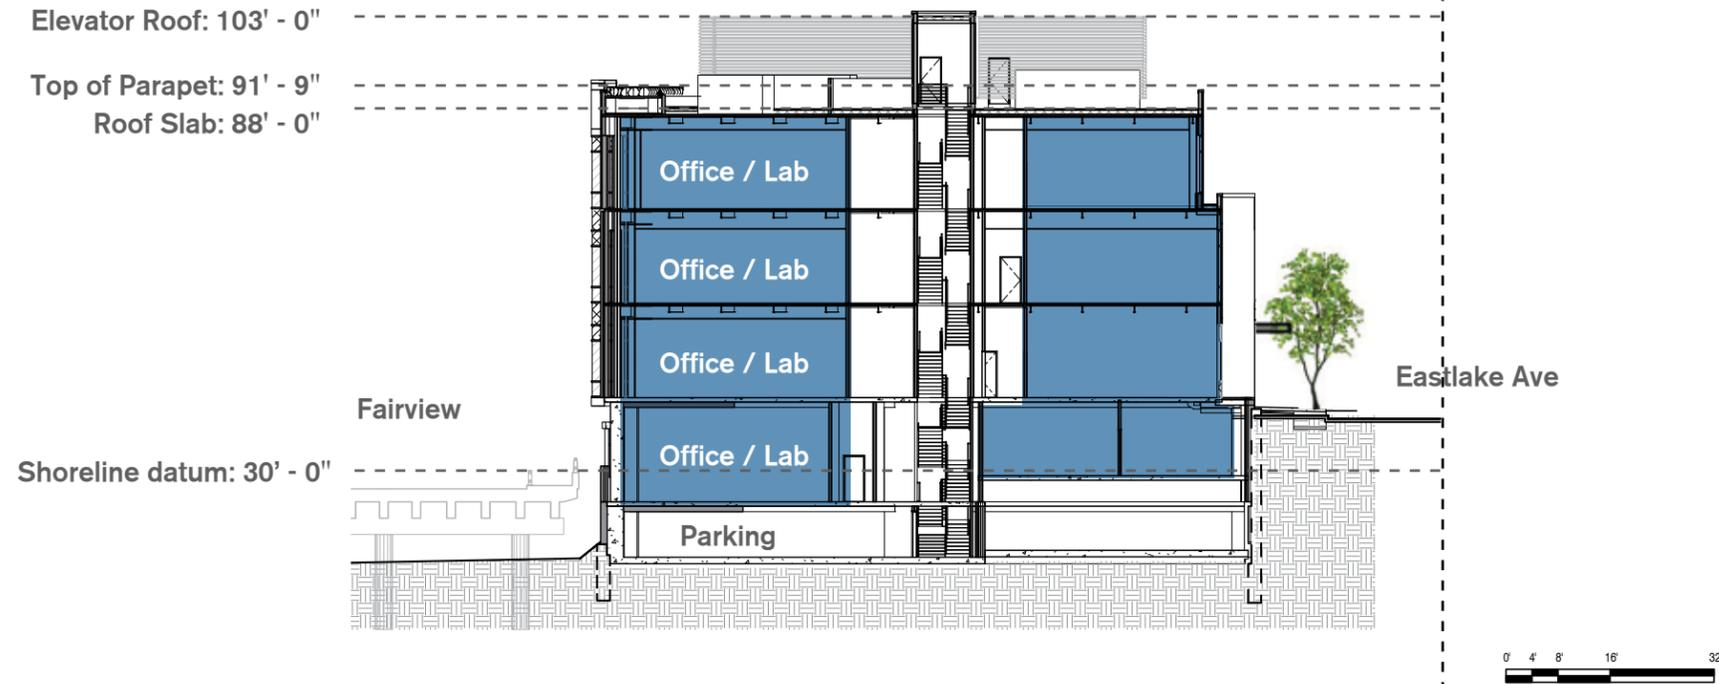 Elevator Roof: 103' - 0"
Top of Parapet: 91' - 9"
Roof Slab: 88' - 0"
Office / Lab
Office / Lab
Office / Lab
Eastlake Ave
Fairview
Office / Lab
Shoreline datum: 30’ - 0"
Parking
0' 4' 8' 16' 32